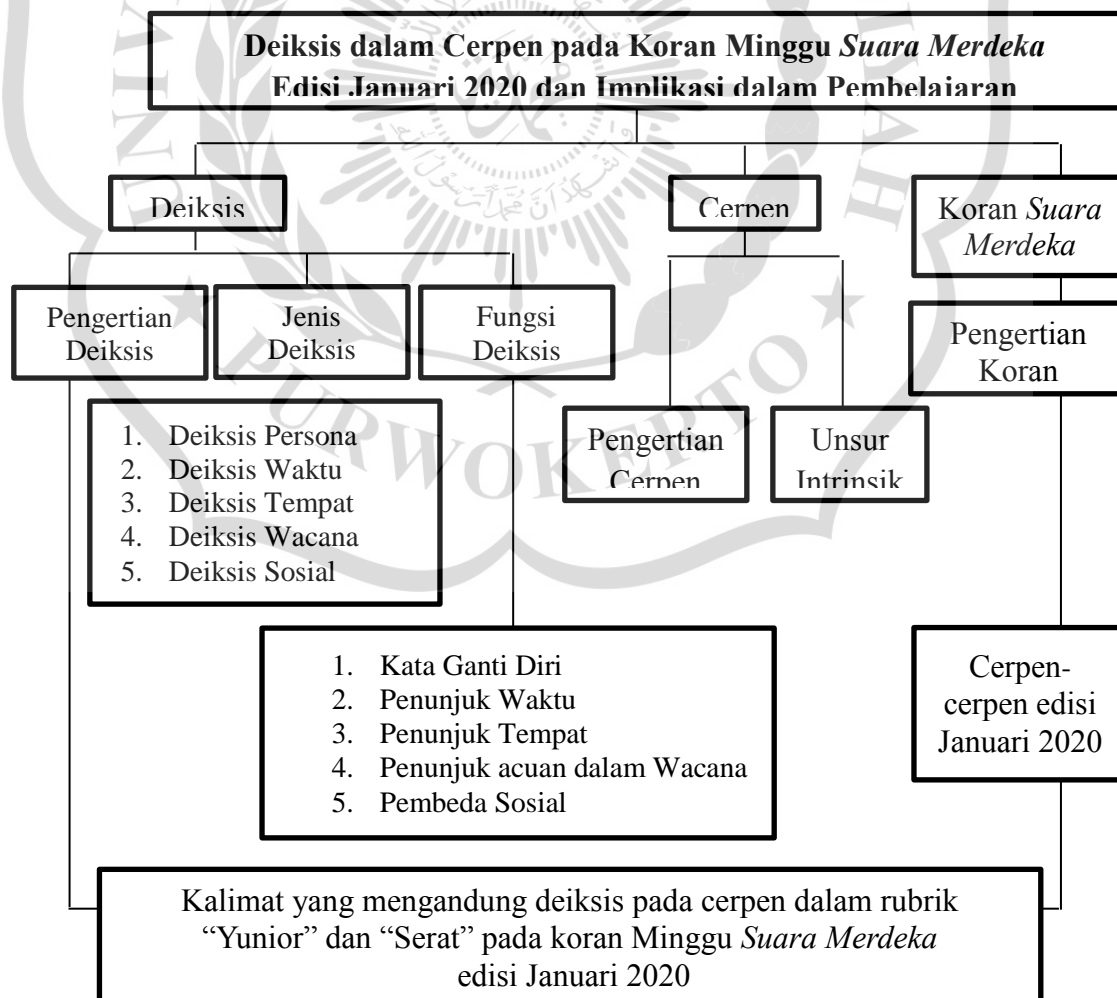 Deiksis dalam Cerpen pada Koran Minggu Suara Merdeka
Edisi Januari 2020 dan Implikasi dalam Pembelajaran
Deiksis
Cerpen
Koran Suara
Merdeka
Pengertian
Deiksis
Jenis
Deiksis
Fungsi
Deiksis
Pengertian
Koran
1. Deiksis Persona
2. Deiksis Waktu
3. Deiksis Tempat
4. Deiksis Wacana
5. Deiksis Sosial
Pengertian
Cerpen
Unsur
Intrinsik
1. Kata Ganti Diri
2. Penunjuk Waktu
3. Penunjuk Tempat
4. Penunjuk acuan dalam Wacana
5. Pembeda Sosial
Cerpen-
cerpen edisi
Januari 2020
Kalimat yang mengandung deiksis pada cerpen dalam rubrik
“Yunior” dan “Serat” pada koran Minggu Suara Merdeka
edisi Januari 2020
PURWOKERTO